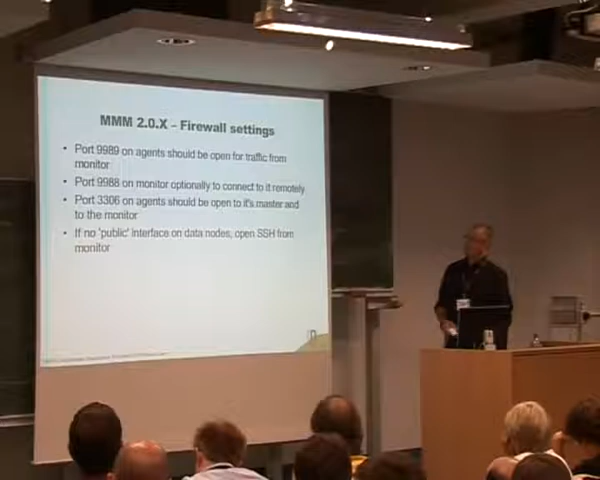 MMM 2.0.X – Firewall settings
• Port 9989 on agents should be open for traffic from
monitor
• Port 9988 on monitor optionally to connect to it remotely
• Port 3306 on agents should be open to it's master and
to the monitor
• If no 'public' interface on data nodes, open SSH from
monitor